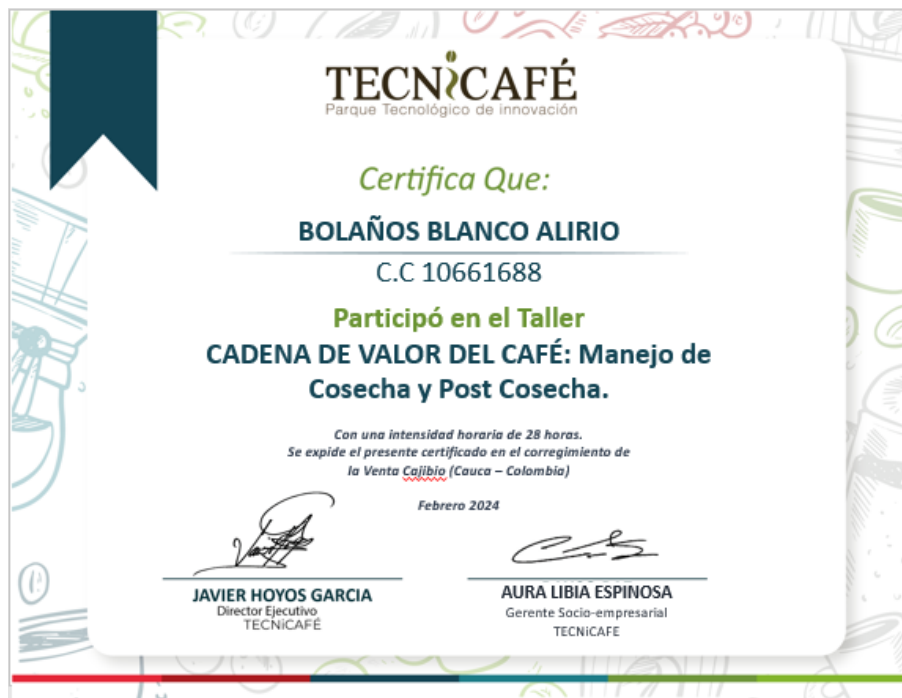 TECNiCAFÉ
Parque Tecnológico de innovación
Certifica Que:
BOLAÑOS BLANCO ALIRIO
C.C 10661688
Participó en el Taller
CADENA DE VALOR DEL CAFÉ: Manejo de
Cosecha y Post Cosecha.
Con una intensidad horaria de 28 horas.
Se expide el presente certificado en el corregimiento de
la Venta Cajibio (Cauca – Colombia)
Febrero 2024
JAVIER HOYOS GARCIA
Director Ejecutivo
TECNiCAFÉ
AURA LIBIA ESPINOSA
Gerente Socio-empresarial
TECNiCAFE